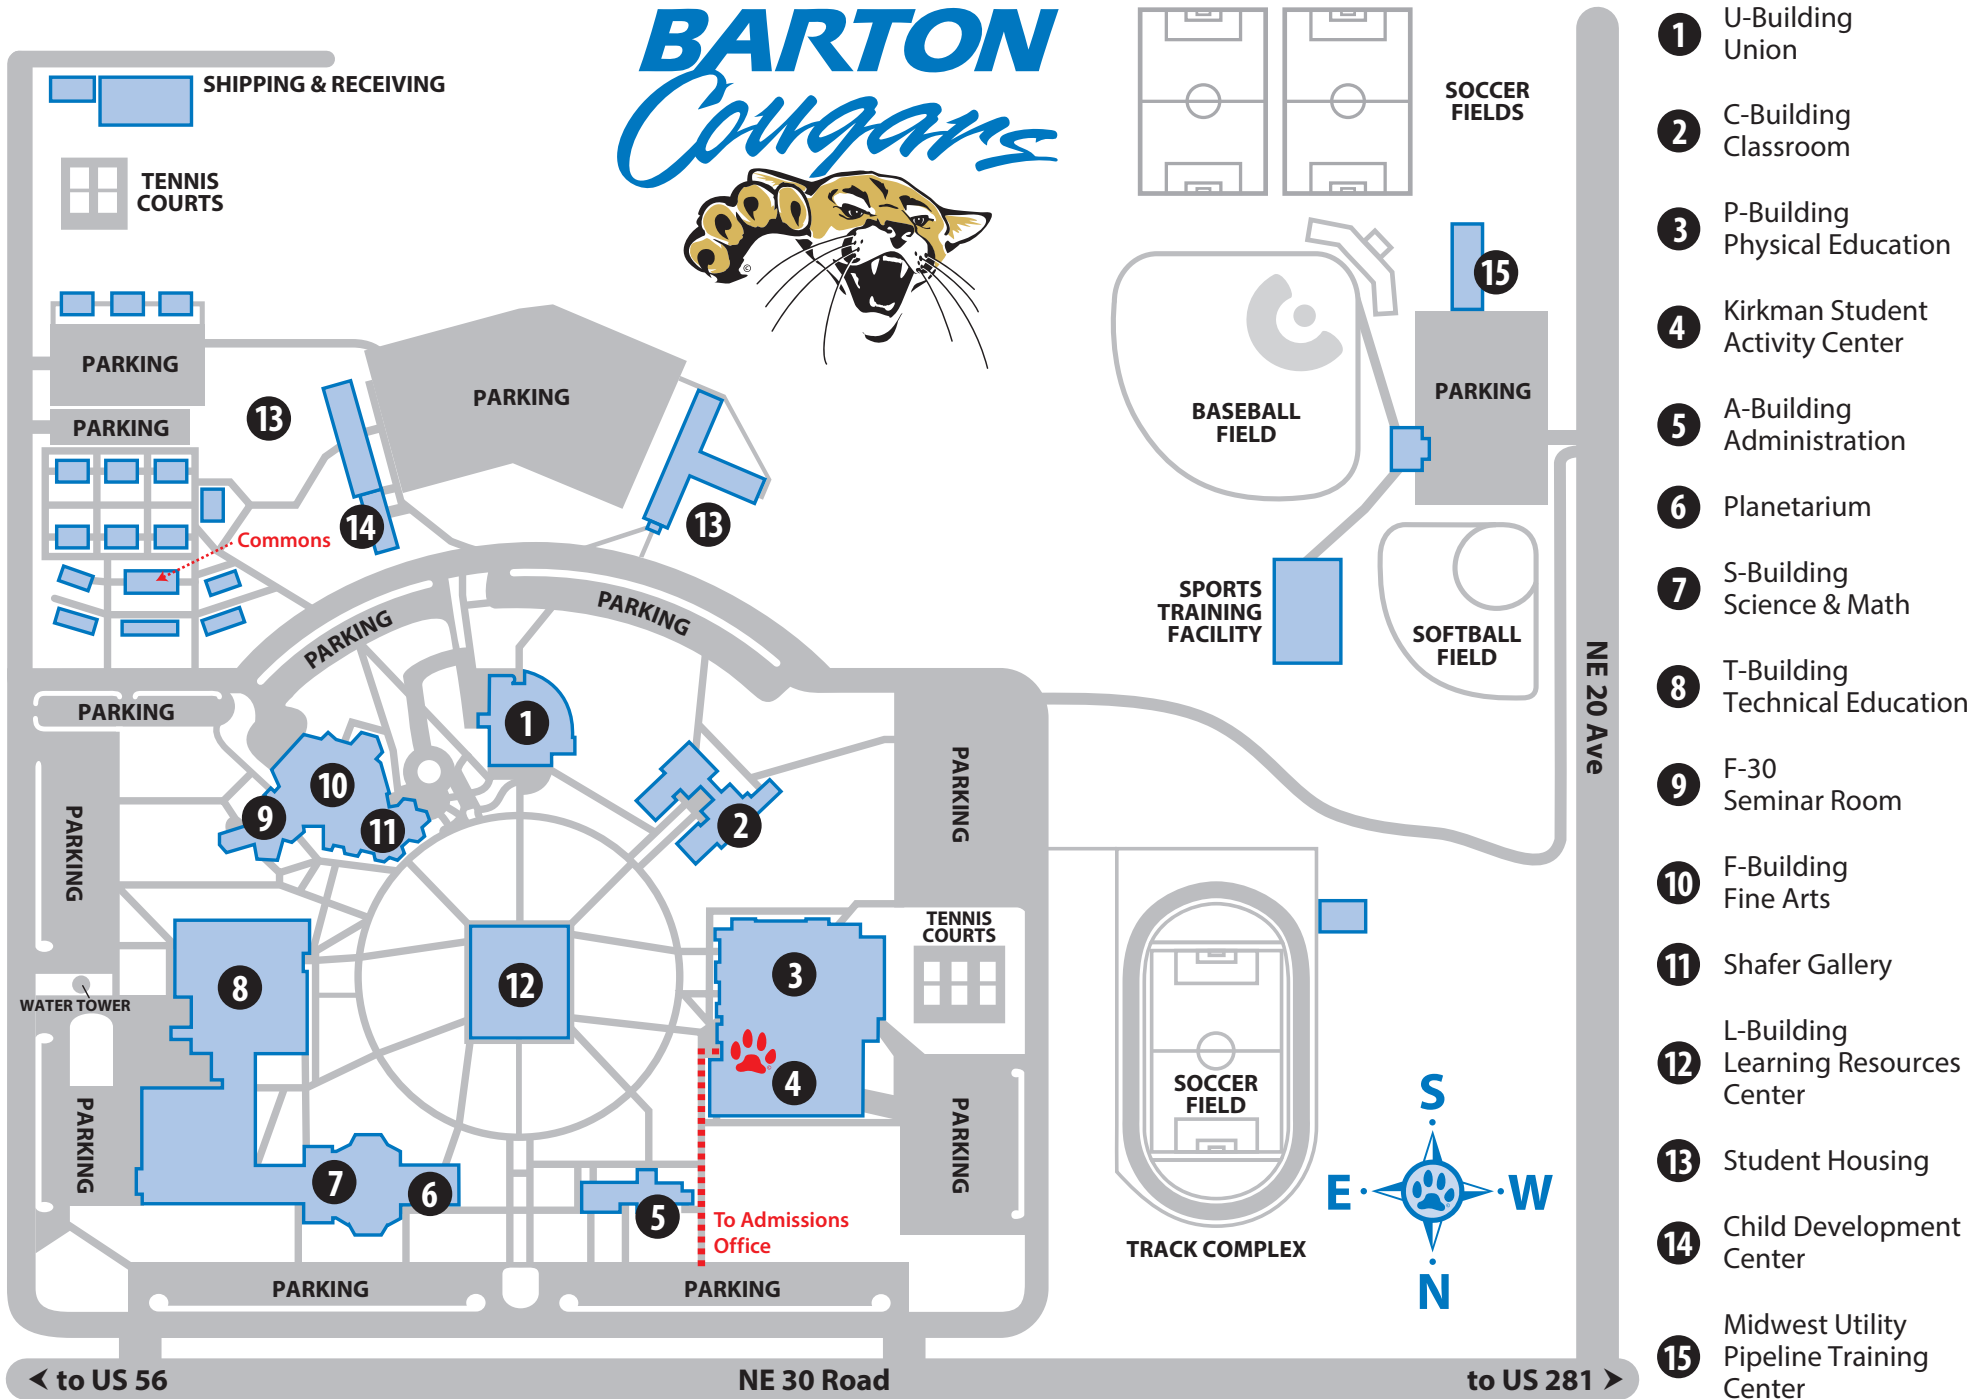 BARTON
Cougars
©
SHIPPING & RECEIVING
TENNIS
COURTS
SOCCER
FIELDS
15
PARKING
PARKING
13
PARKING
14
Commons
13
BASEBALL
FIELD
PARKING
SPORTS
TRAINING
FACILITY
SOFTBALL
FIELD
NE 20 Ave
PARKING
PARKING
PARKING
1
PARKING
10
9
11
2
PARKING
PARKING
TENNIS
COURTS
WATER TOWER
8
12
3
4
PARKING
PARKING
7
6
5
To Admissions
Office
SOCCER
FIELD
TRACK COMPLEX
S
E
W
N
PARKING
PARKING
< to US 56
NE 30 Road
to US 281 >
1 U-Building
Union
2 C-Building
Classroom
3 P-Building
Physical Education
4 Kirkman Student
Activity Center
5 A-Building
Administration
6 Planetarium
7 S-Building
Science & Math
8 T-Building
Technical Education
9 F-30
Seminar Room
10 F-Building
Fine Arts
11 Shafer Gallery
12 L-Building
Learning Resources
Center
13 Student Housing
14 Child Development
Center
15 Midwest Utility
Pipeline Training
Center